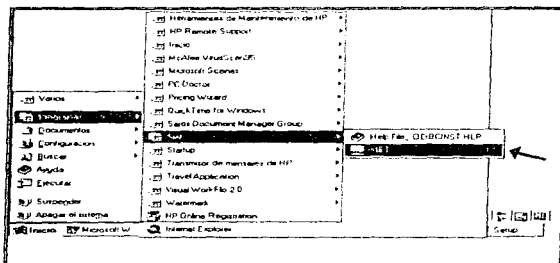 Herramientas de Mantenimiento de HP
HP Remote Support
Inicio
McAfee VirusScan95
Microsoft Scenes
PC Doctor
Pricing Wizard
QuickTime for Windows
Saros Document Manager Group
Startup
Transmisor de mensajes de HP
Travel Application
Visual WorkFlo 2.0
Watermark
HP Online Registration
Internet Explorer
Varios
Programas
Documentos
Configuración
Buscar
Ayuda
Ejecutar
Suspender
Apagar el sistema
Help File,
Inicio
Microsoft W
Setup